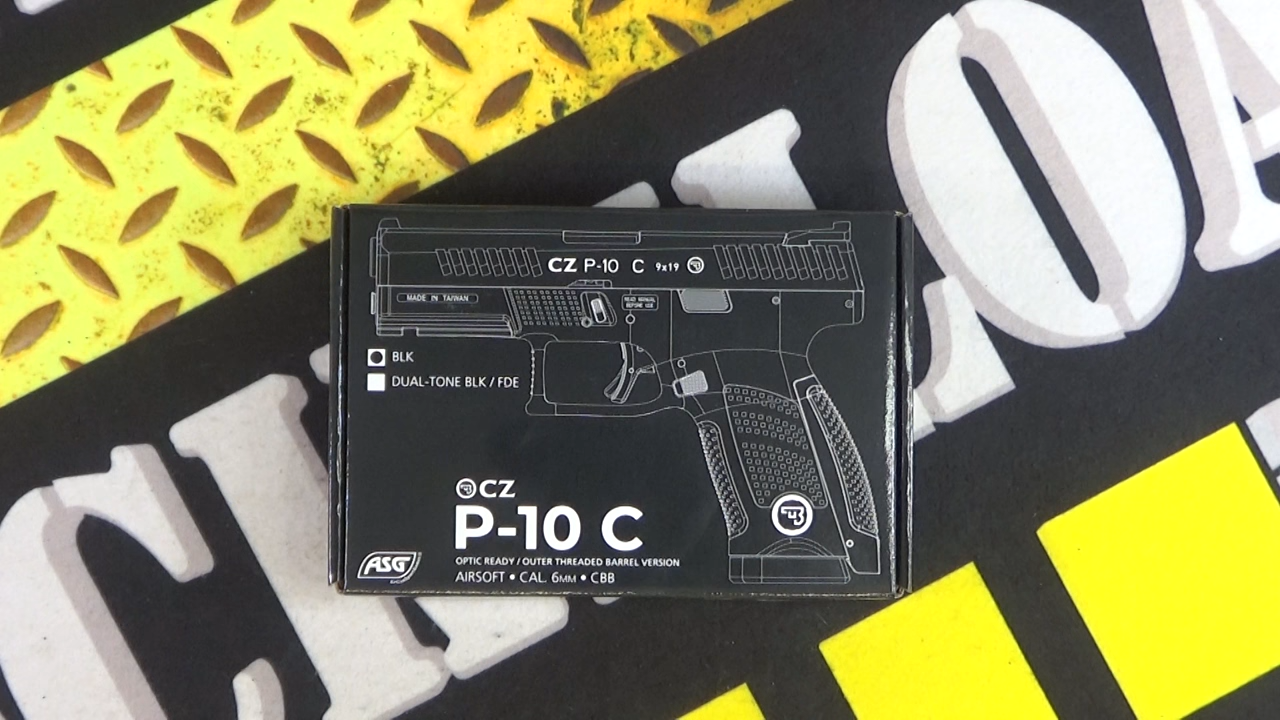 CZ P-10 C 9x19
MADE IN TAIWAN
READ MANUAL
BEFORE USE
BLK
DUAL-TONE BLK / FDE
CZ
P-10 C
OPTIC READY / OUTER THREADED BARREL VERSION
ASG
AIRSOFT • CAL. 6MM • CBB